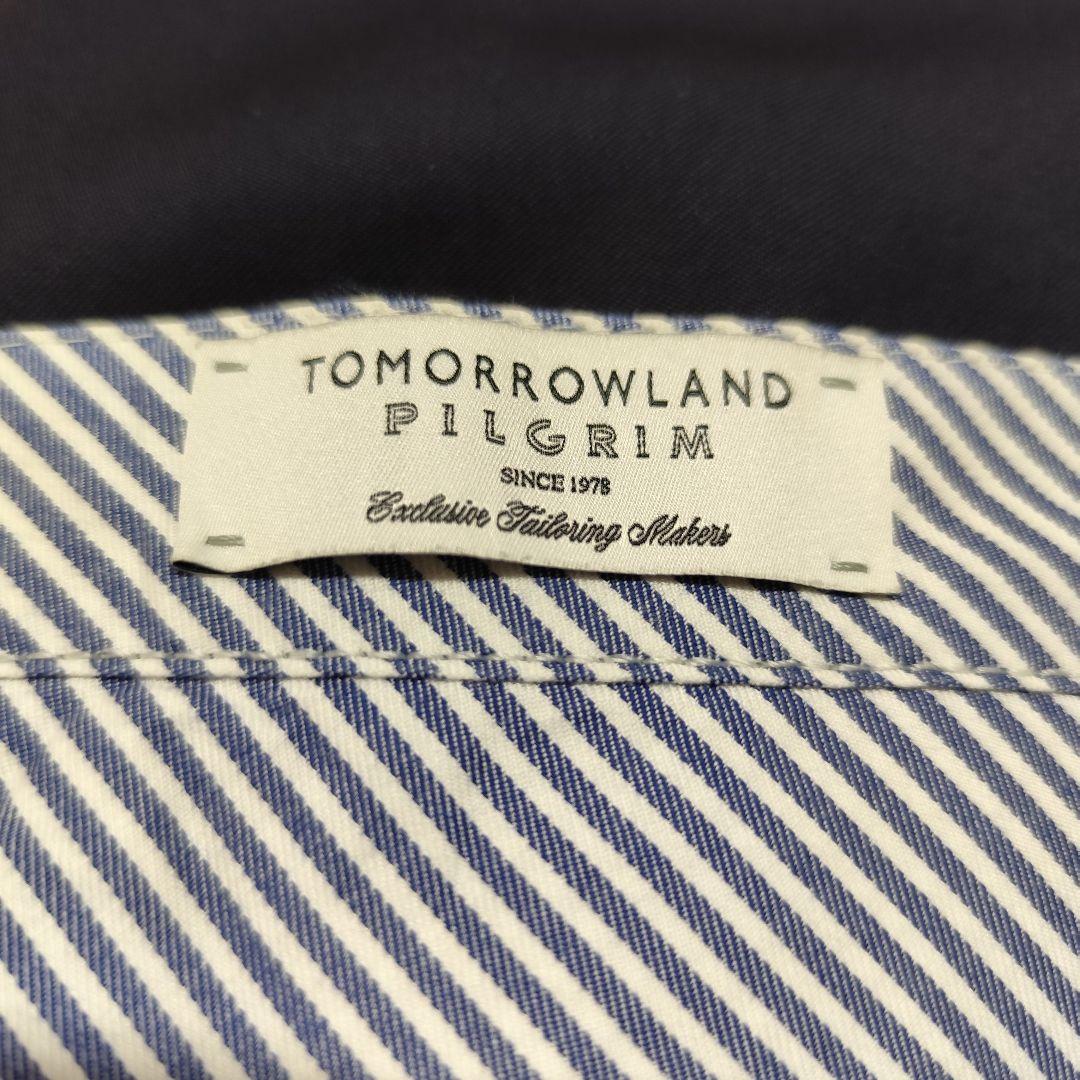 TOMORROWLAND
PILGRIM
SINCE 1978
Exclusive Tailoring Makers